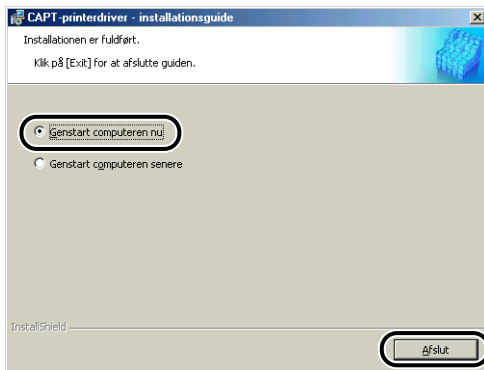 CAPT-printerdriver - installationsguide
Installationen er fuldført.
Klik på [Exit] for at afslutte guiden.
Genstart computeren nu
Genstart computeren senere
InstallShield
Afslut